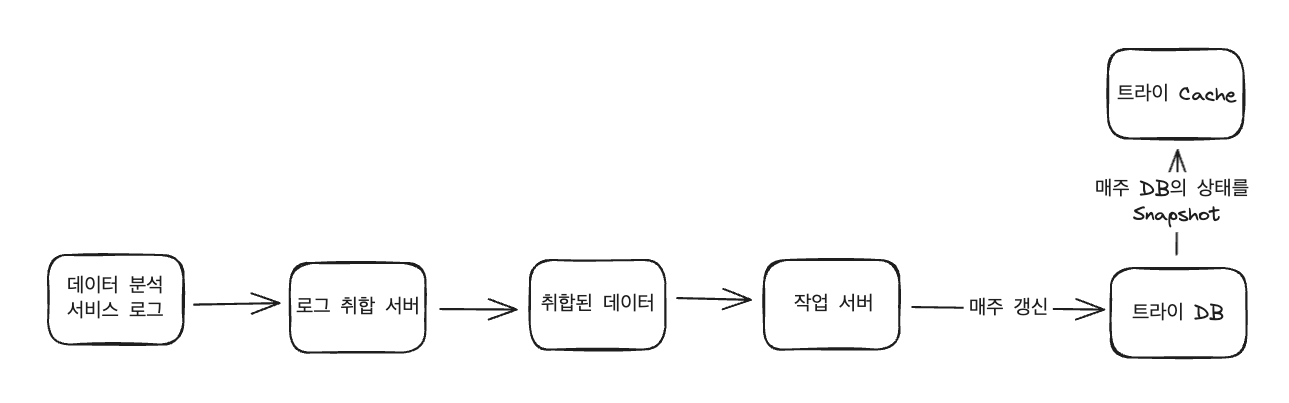 트라이 Cache
매주 DB의 상태를
Snapshot
데이터 분석
서비스 로그
로그 취합 서버
취합된 데이터
작업 서버
매주 갱신
트라이 DB